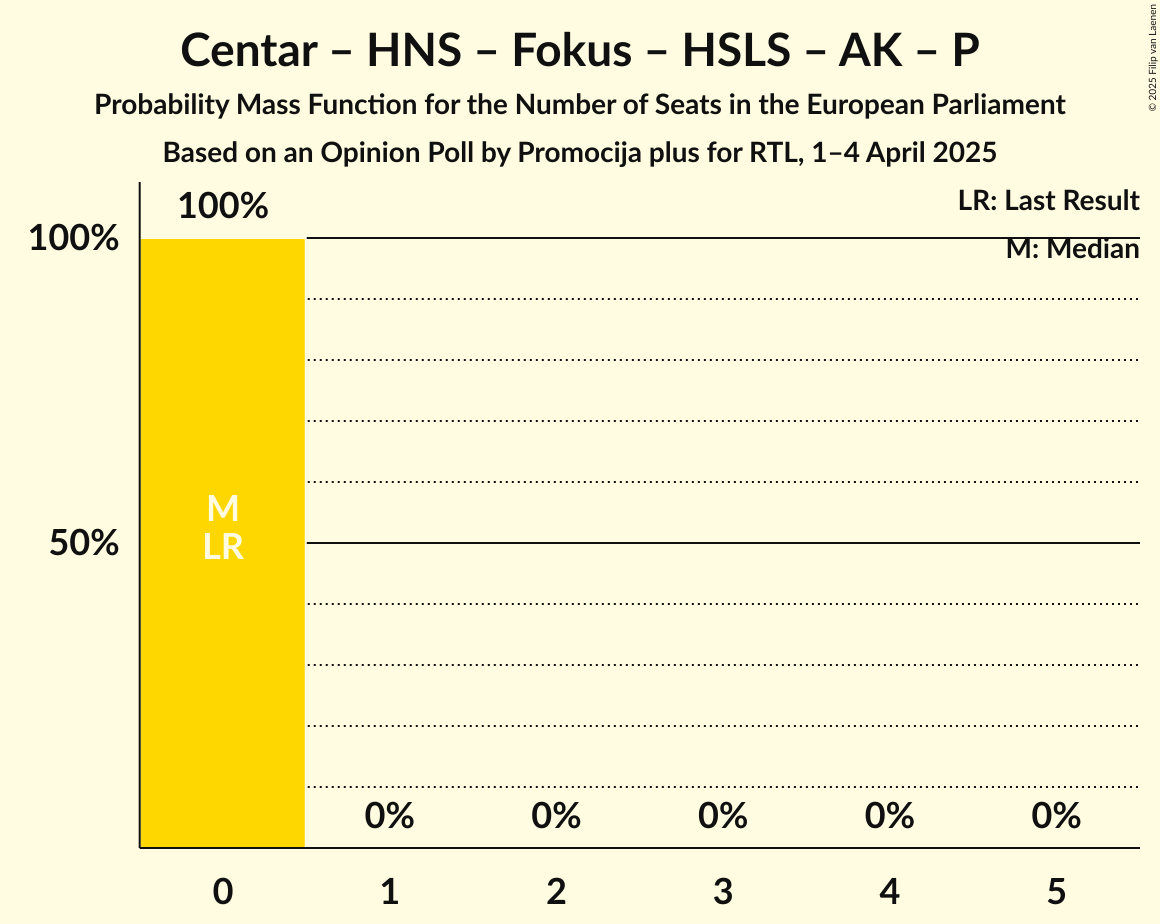 Centar – HNS – Fokus – HSLS – AK – P
Probability Mass Function for the Number of Seats in the European Parliament
Based on an Opinion Poll by Promocija plus for RTL, 1–4 April 2025
© 2025 Filip van Laenen
LR: Last Result
M: Median
100%
100%
50%
M
LR
0%
0%
0%
0%
0%
0
1
2
3
4
5